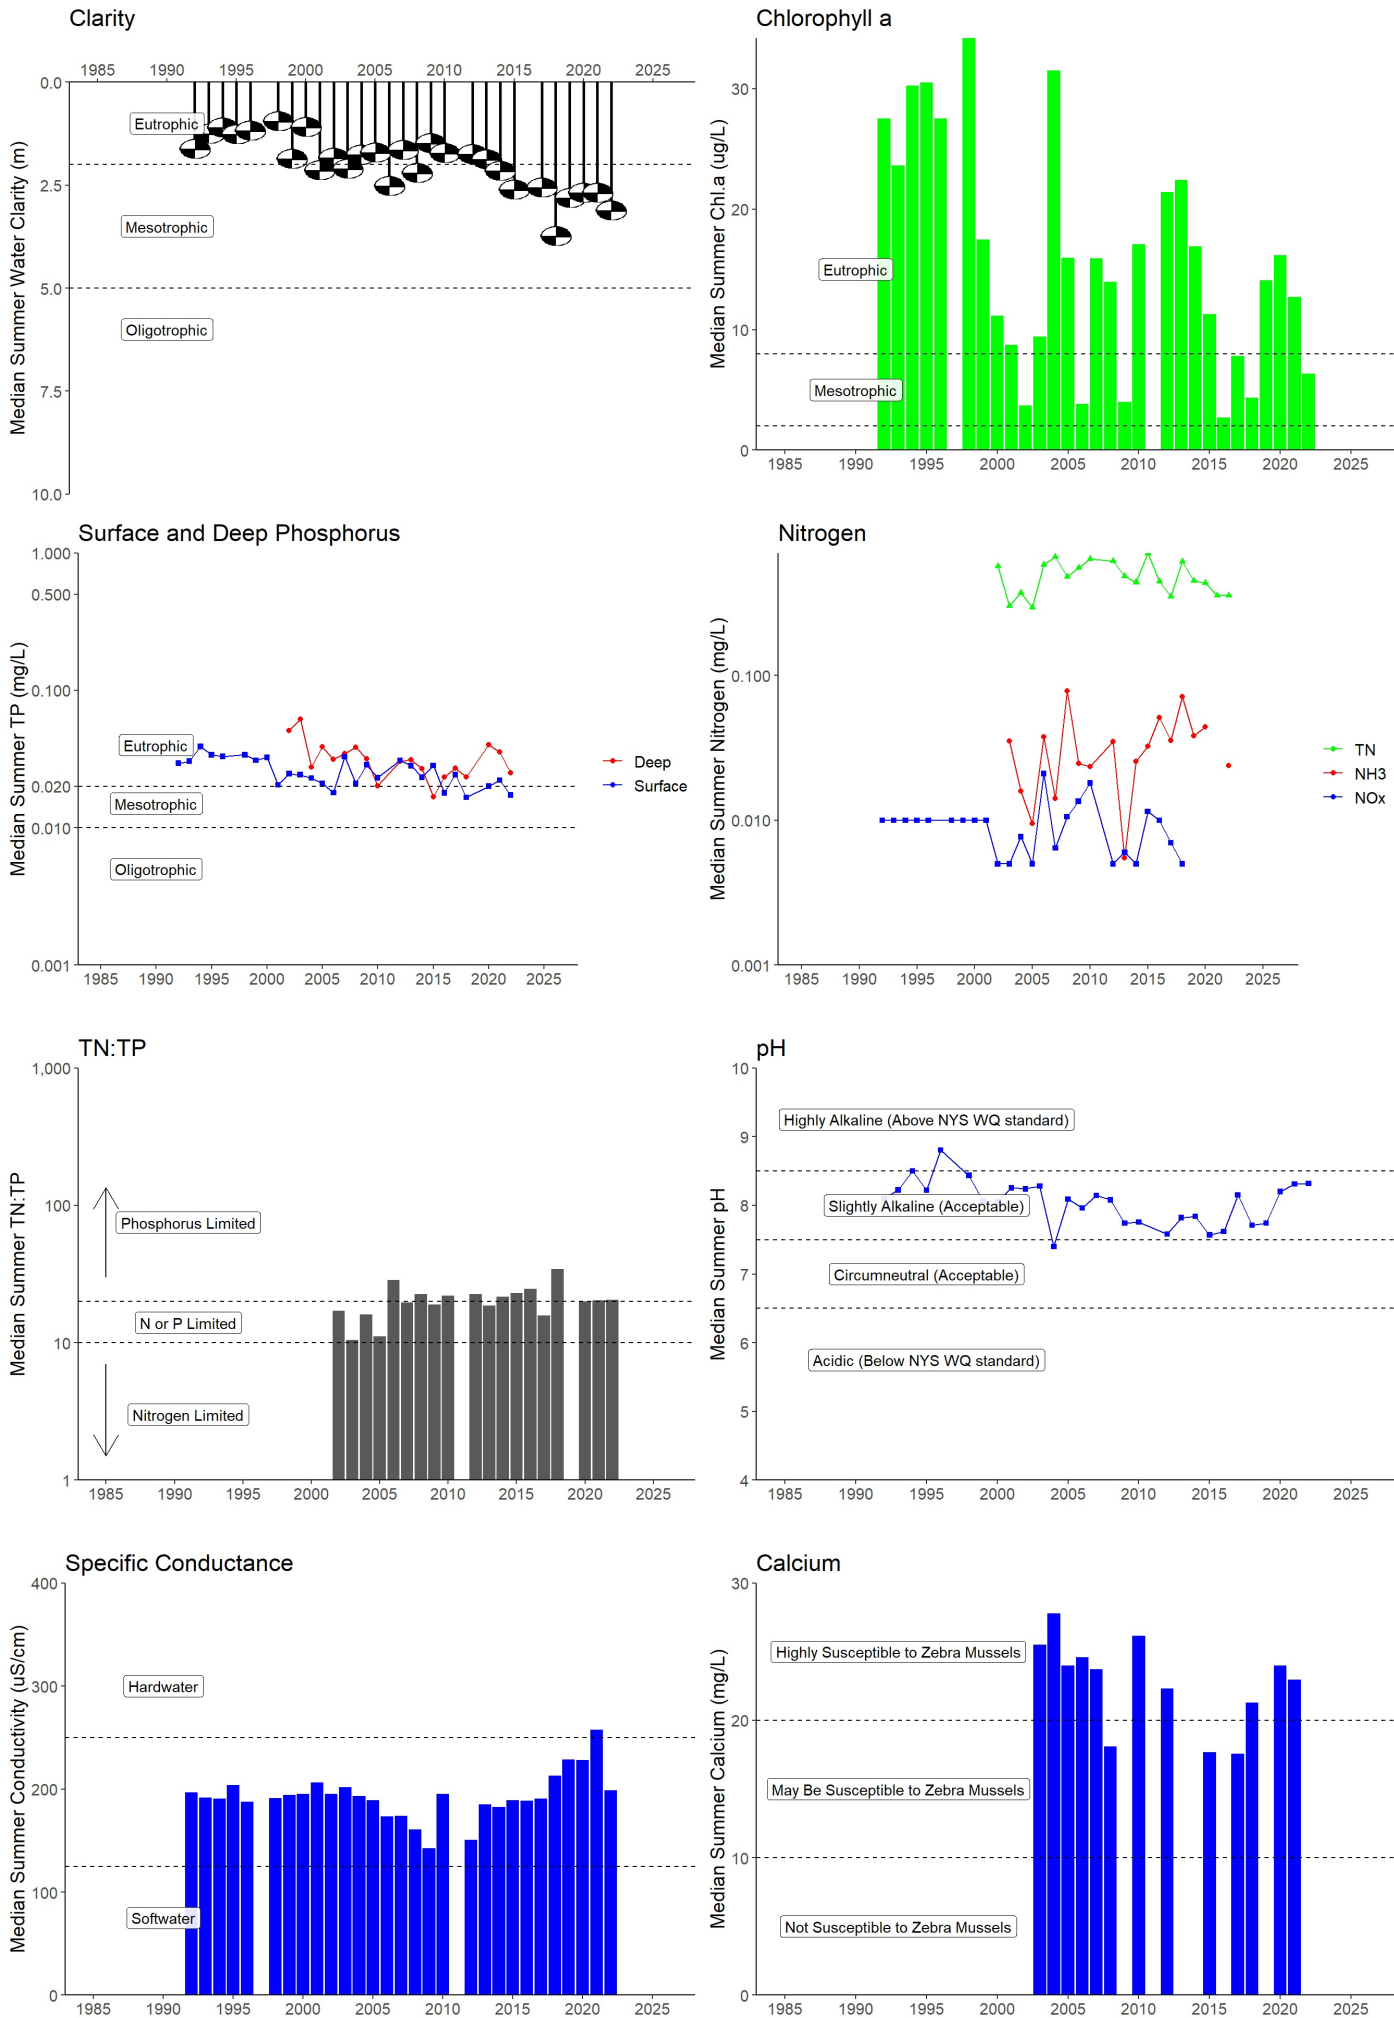 Clarity
1985 1990 1995 2000 2005 2010 2015 2020 2025
Median Summer Water Clarity (m)
0.0
2.5
5.0
7.5
10.0
Eutrophic
Mesotrophic
Oligotrophic
Chlorophyll a
Median Summer Chl.a (ug/L)
30
20
10
0
Eutrophic
Mesotrophic
1985 1990 1995 2000 2005 2010 2015 2020 2025
Surface and Deep Phosphorus
Median Summer TP (mg/L)
1.000
0.500
0.100
0.020
0.010
0.001
Eutrophic
Mesotrophic
Oligotrophic
Deep
Surface
1985 1990 1995 2000 2005 2010 2015 2020 2025
Nitrogen
Median Summer Nitrogen (mg/L)
0.100
0.010
0.001
TN
NH3
NOx
1985 1990 1995 2000 2005 2010 2015 2020 2025
TN:TP
Median Summer TN:TP
1,000
100
10
1
Phosphorus Limited
N or P Limited
Nitrogen Limited
1985 1990 1995 2000 2005 2010 2015 2020 2025
pH
Median Summer pH
10
9
8
7
6
5
4
Highly Alkaline (Above NYS WQ standard)
Slightly Alkaline (Acceptable)
Circumneutral (Acceptable)
Acidic (Below NYS WQ standard)
1985 1990 1995 2000 2005 2010 2015 2020 2025
Specific Conductance
Median Summer Conductivity (uS/cm)
400
300
200
100
0
Hardwater
Softwater
1985 1990 1995 2000 2005 2010 2015 2020 2025
Calcium
Median Summer Calcium (mg/L)
30
20
10
0
Highly Susceptible to Zebra Mussels
May Be Susceptible to Zebra Mussels
Not Susceptible to Zebra Mussels
1985 1990 1995 2000 2005 2010 2015 2020 2025